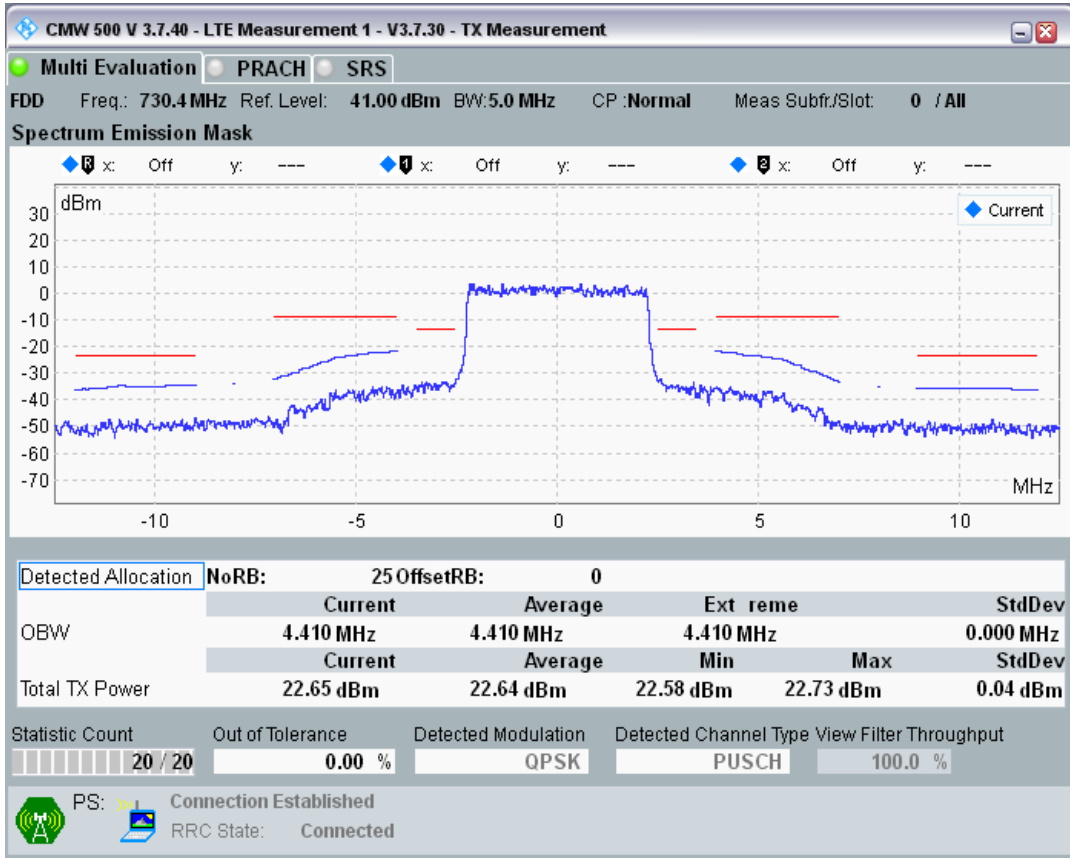 CMW 500 V 3.7.40 - LTE Measurement 1 - V3.7.30 - TX Measurement
Multi Evaluation PRACH SRS
FDD Freq.: 730.4 MHz Ref. Level: 41.00 dBm BW:5.0 MHz CP :Normal Meas Subfr./Slot: 0 / All
Spectrum Emission Mask
R x: Off y: --- 1 x: Off y: --- 2 x: Off y: ---
dBm
Current
30
20
10
0
-10
-20
-30
-40
-50
-60
-70
MHz
-10 -5 0 5 10
Detected Allocation NoRB: 25 OffsetRB: 0
Current Average Ext reme StdDev
OBW 4.410 MHz 4.410 MHz 4.410 MHz 0.000 MHz
Current Average Min Max StdDev
Total TX Power 22.65 dBm 22.64 dBm 22.58 dBm 22.73 dBm 0.04 dBm
Statistic Count Out of Tolerance Detected Modulation Detected Channel Type View Filter Throughput
20 / 20 0.00 % QPSK PUSCH 100.0 %
PS: Connection Established
RRC State: Connected